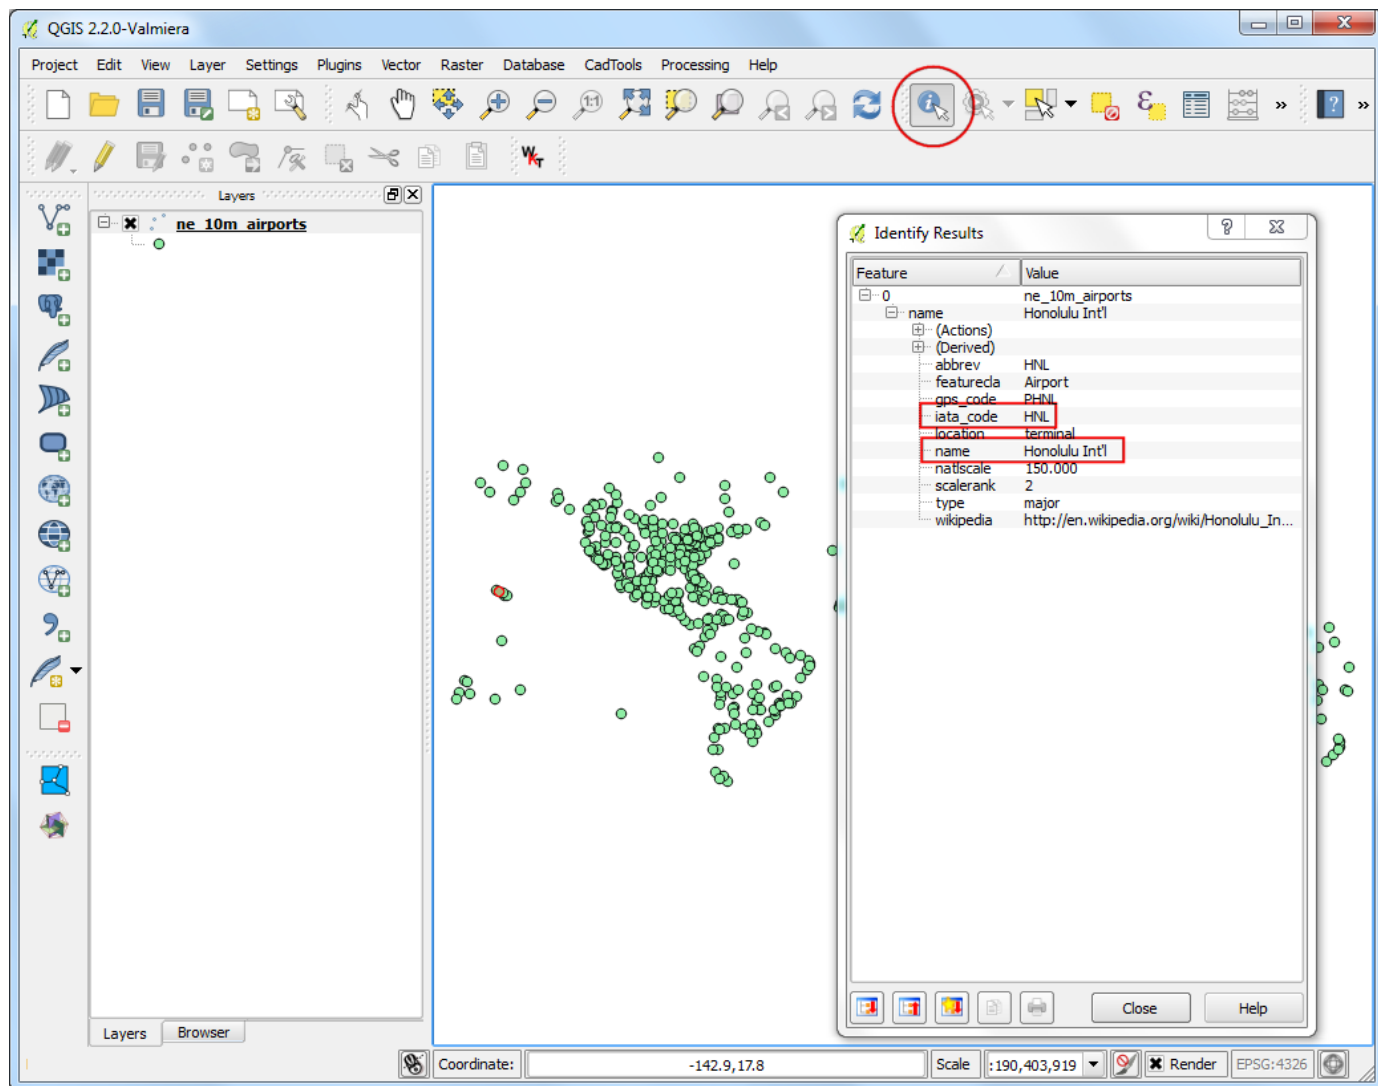 QGIS 2.2.0-Valmiera
Project Edit View Layer Settings Plugins Vector Raster Database CadTools Processing Help
1:1
ε
»
?
»
WKT
Layers
ne_10m_airports
Identify Results
?
Feature Value
0 ne_10m_airports
name Honolulu Int'l
(Actions)
(Derived)
abbrev HNL
featurecla Airport
gps_code PHNL
iata_code HNL
location terminal
name Honolulu Int'l
natlscale 150.000
scalerank 2
type major
wikipedia http://en.wikipedia.org/wiki/Honolulu_In...
Close Help
Layers Browser
Coordinate: -142.9,17.8 Scale :190,403,919 Render EPSG:4326